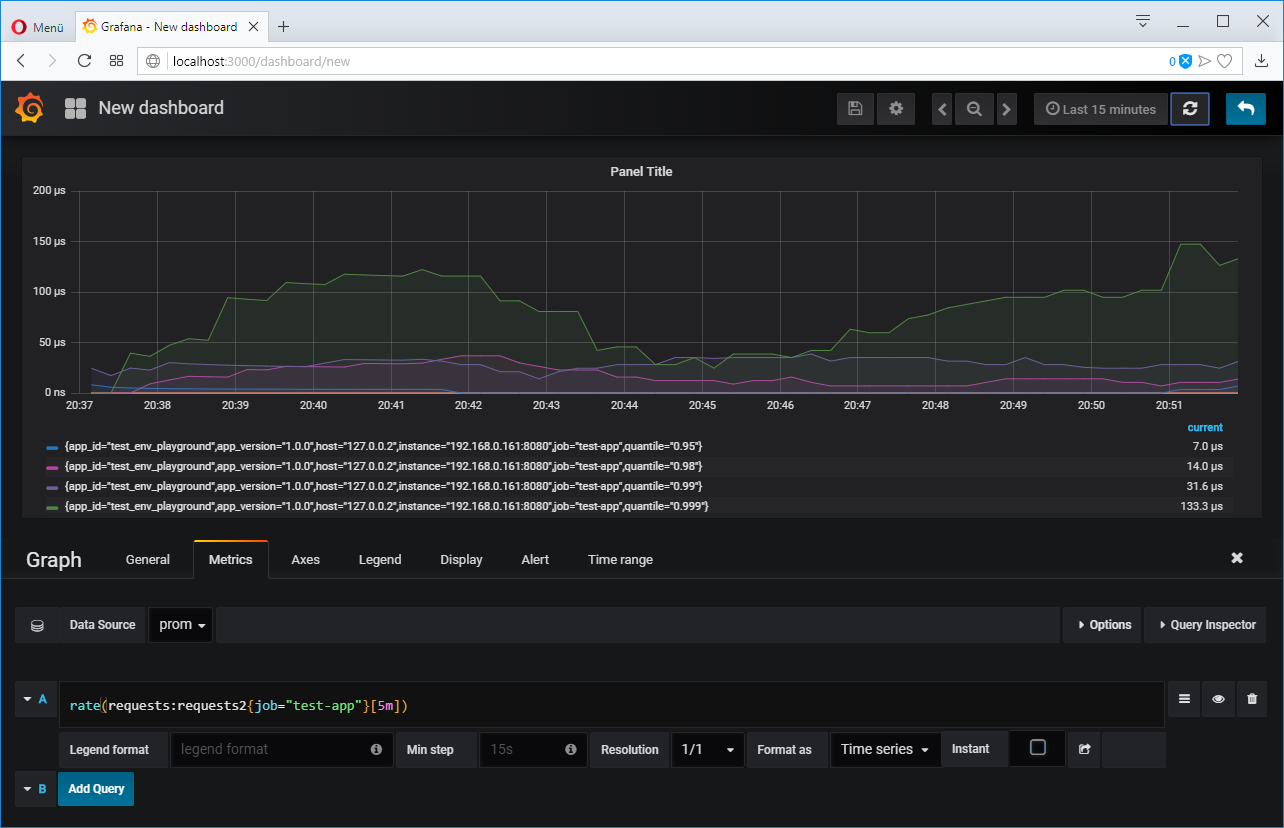 Menü
Grafana - New dashboard
localhost:3000/dashboard/new
0
New dashboard
Last 15 minutes
Panel Title
200 µs
150 µs
100 µs
50 µs
0 ns
20:37 20:38 20:39 20:40 20:41 20:42 20:43 20:44 20:45 20:46 20:47 20:48 20:49 20:50 20:51
current
{app_id="test_env_playground",app_version="1.0.0",host="127.0.0.2",instance="192.168.0.161:8080",job="test-app",quantile="0.95"} 7.0 µs
{app_id="test_env_playground",app_version="1.0.0",host="127.0.0.2",instance="192.168.0.161:8080",job="test-app",quantile="0.98"} 14.0 µs
{app_id="test_env_playground",app_version="1.0.0",host="127.0.0.2",instance="192.168.0.161:8080",job="test-app",quantile="0.99"} 31.6 µs
{app_id="test_env_playground",app_version="1.0.0",host="127.0.0.2",instance="192.168.0.161:8080",job="test-app",quantile="0.999"} 133.3 µs
Graph General Metrics Axes Legend Display Alert Time range
Data Source prom Options Query Inspector
A rate(requests:requests2{job="test-app"}[5m])
Legend format legend format Min step 15s Resolution 1/1 Format as Time series Instant
B Add Query